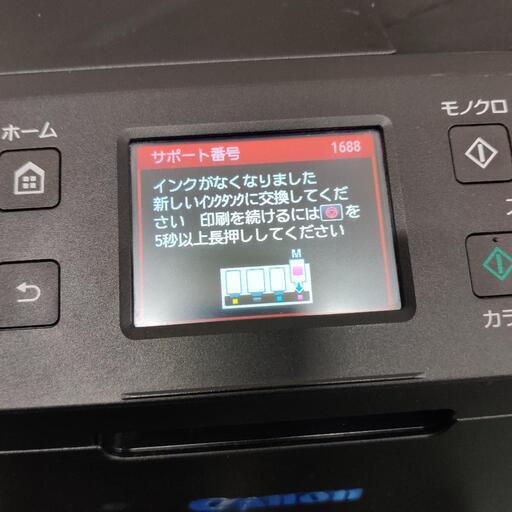 ホーム
モノクロ
サポート番号 1688
インクがなくなりました
新しいインクタンクに交換してくだ
さい 印刷を続けるには を
5秒以上長押ししてください
M
カラ
Canon